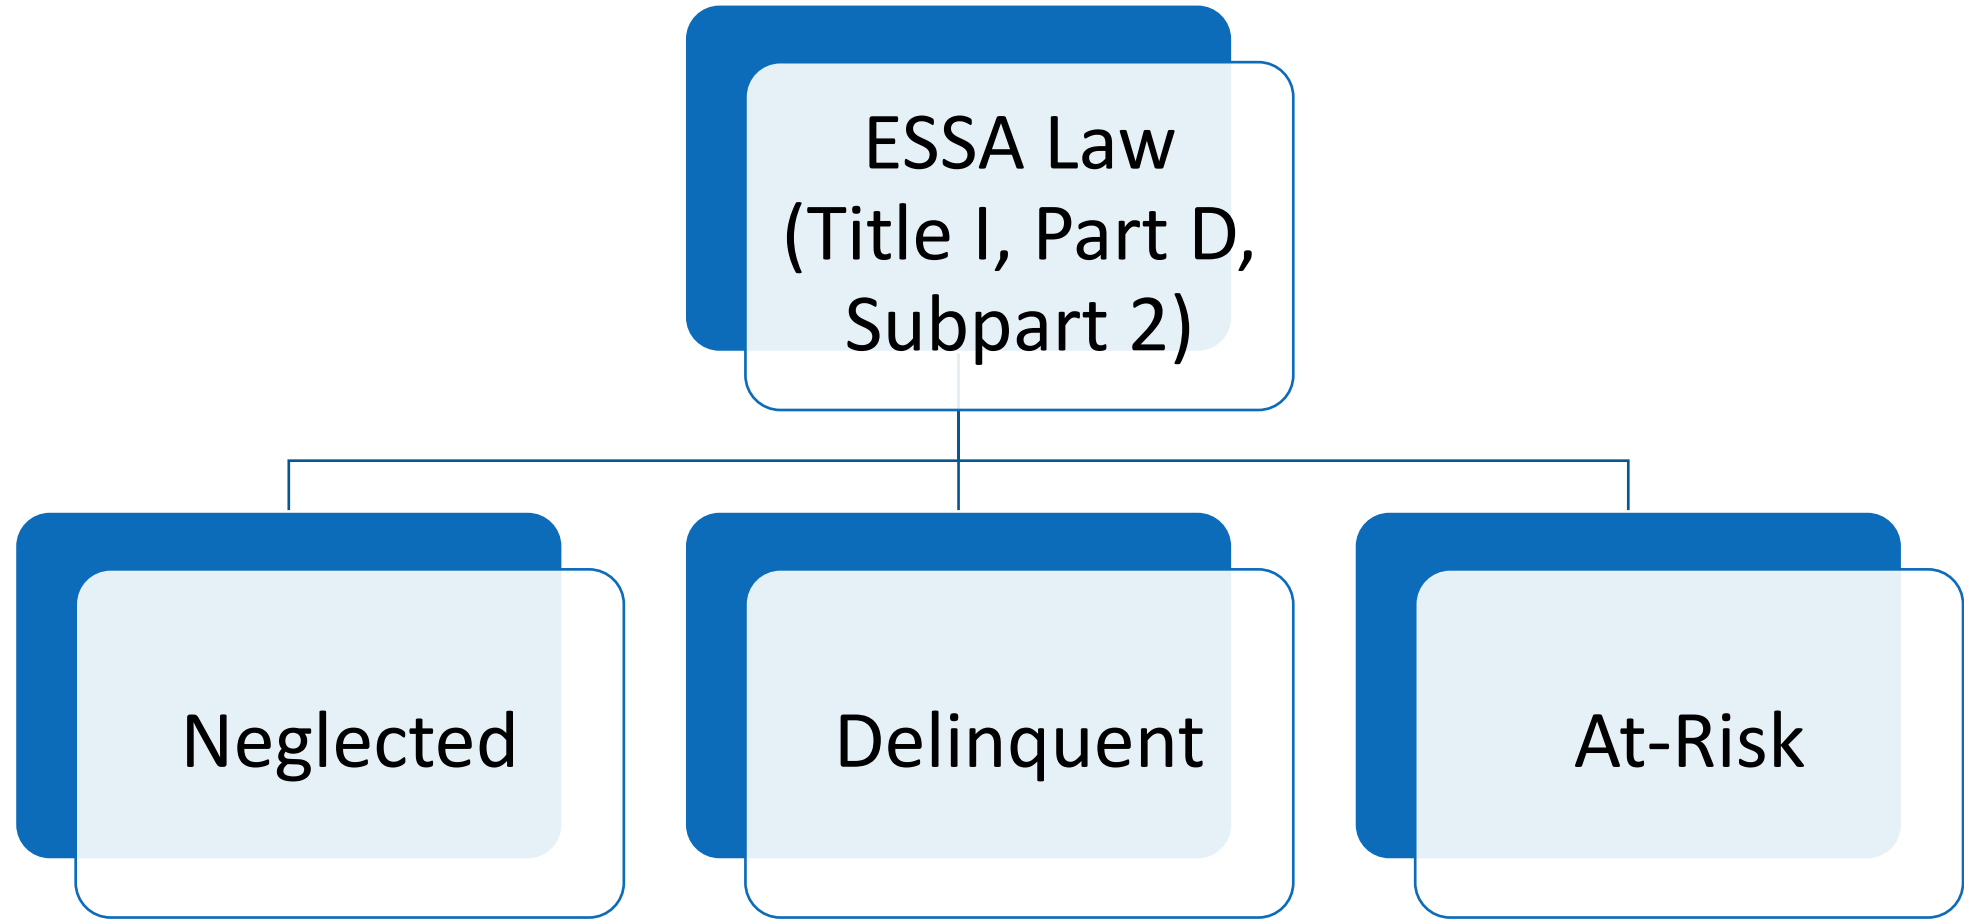 ESSA Law
(Title I, Part D,
Subpart 2)
Neglected
Delinquent
At-Risk